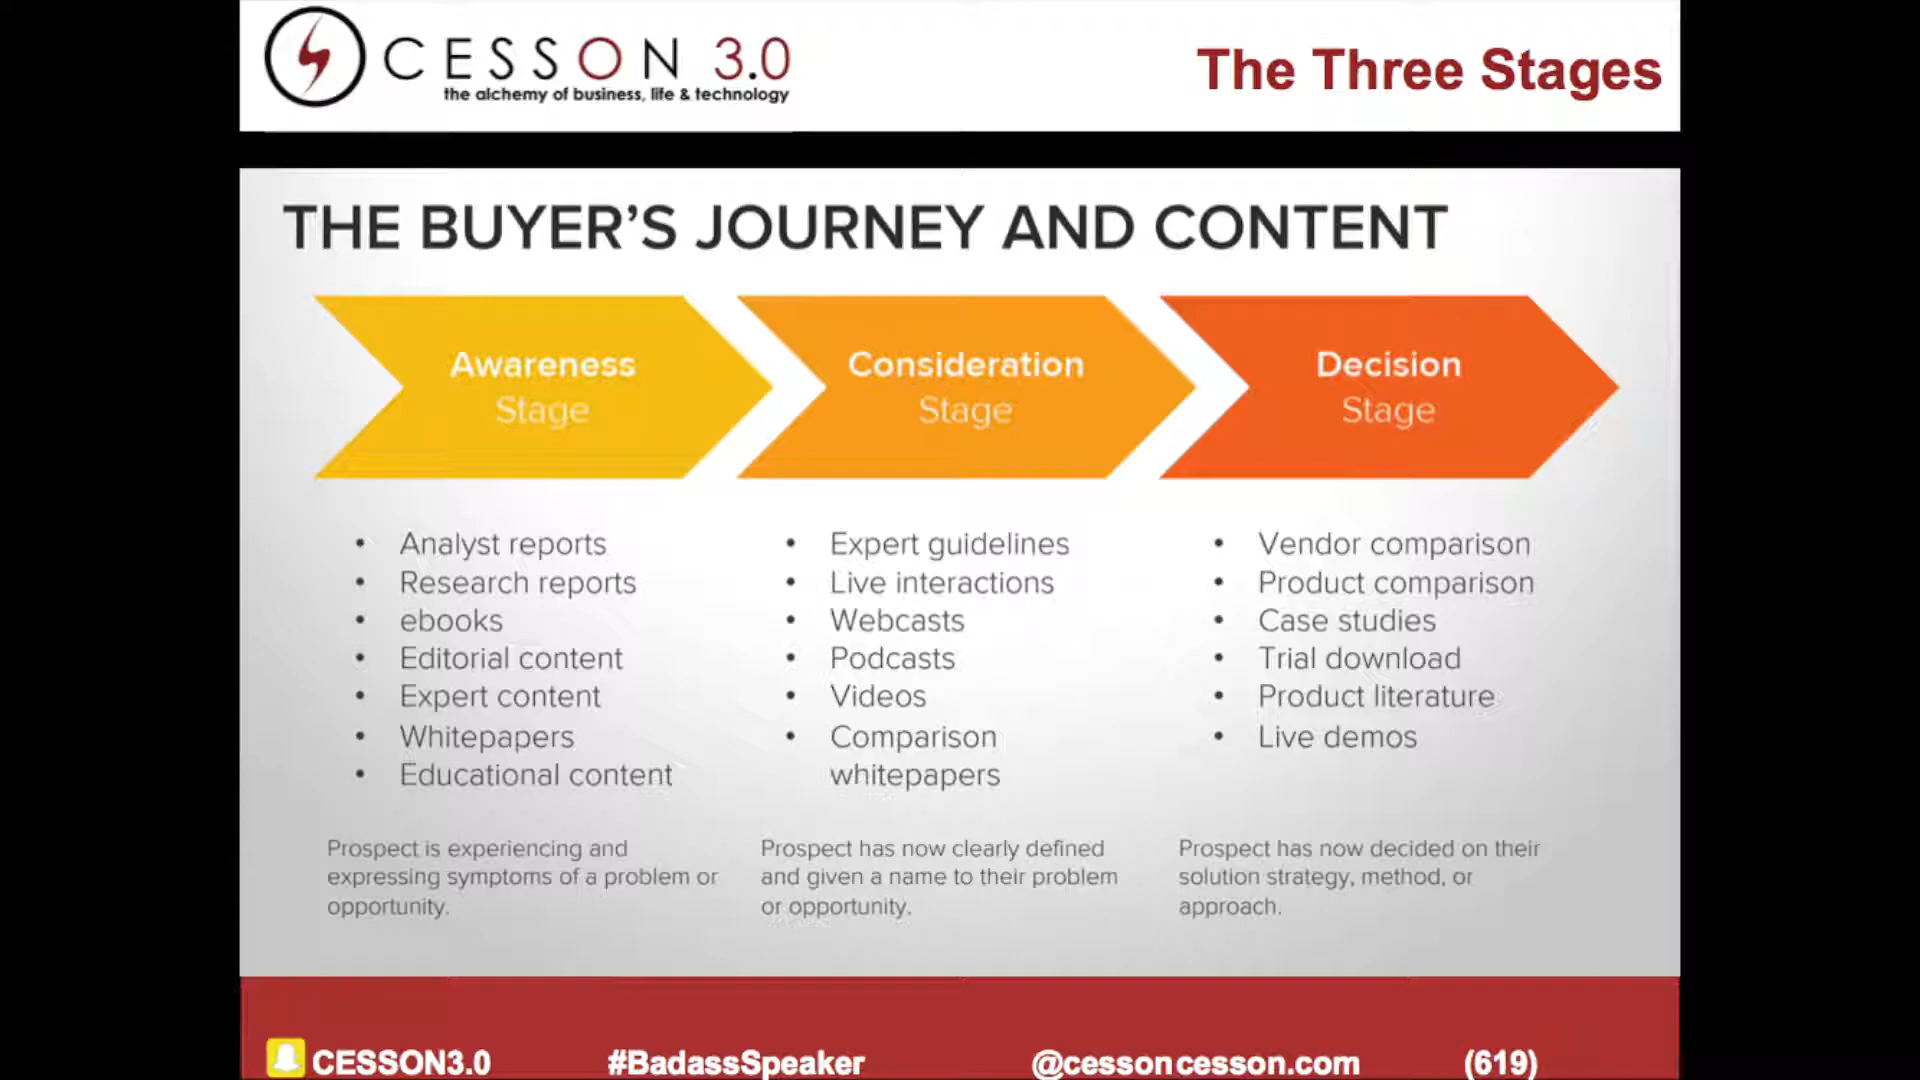 CESSON 3.0
the alchemy of business, life & technology
The Three Stages
THE BUYER'S JOURNEY AND CONTENT
Awareness
Stage
Consideration
Stage
Decision
Stage
• Analyst reports
• Research reports
• ebooks
• Editorial content
• Expert content
• Whitepapers
• Educational content
• Expert guidelines
• Live interactions
• Webcasts
• Podcasts
• Videos
• Comparison
whitepapers
• Vendor comparison
• Product comparison
• Case studies
• Trial download
• Product literature
• Live demos
Prospect is experiencing and
expressing symptoms of a problem or
opportunity.
Prospect has now clearly defined
and given a name to their problem
or opportunity.
Prospect has now decided on their
solution strategy, method, or
approach.
CESSON3.0 #BadassSpeaker @cessoncesson.com (619)